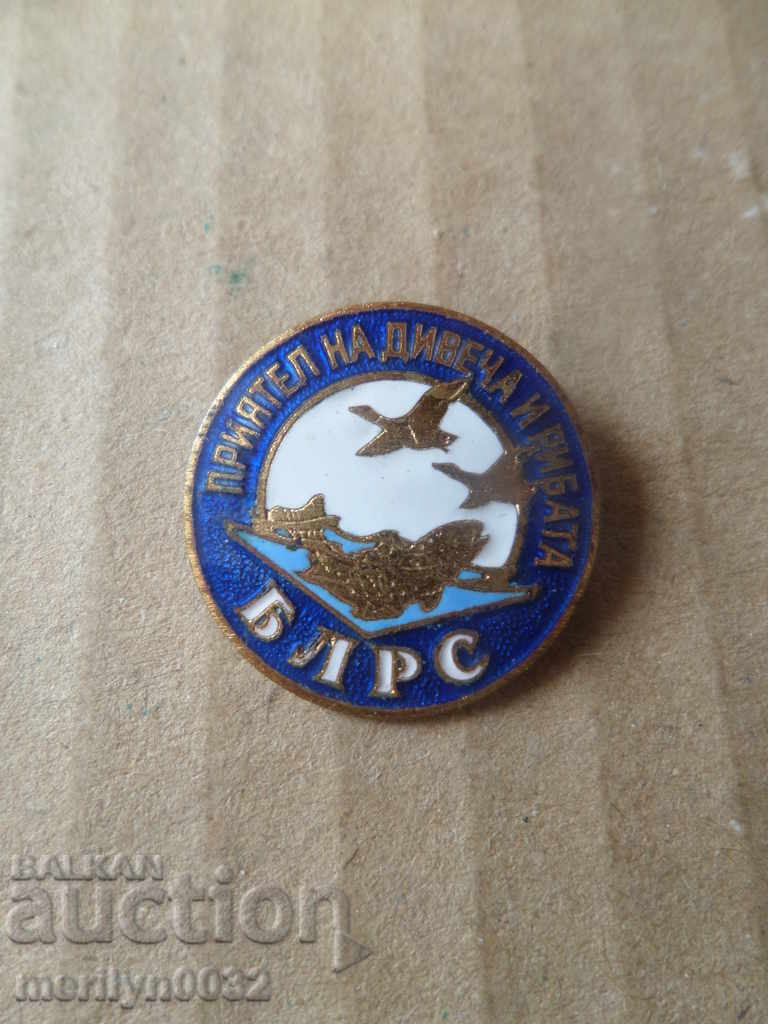 ПРИЯТЕЛ НА ДИВЕЧА И РИБАТА
БЛРС
BALKAN
auction
merilyn0032